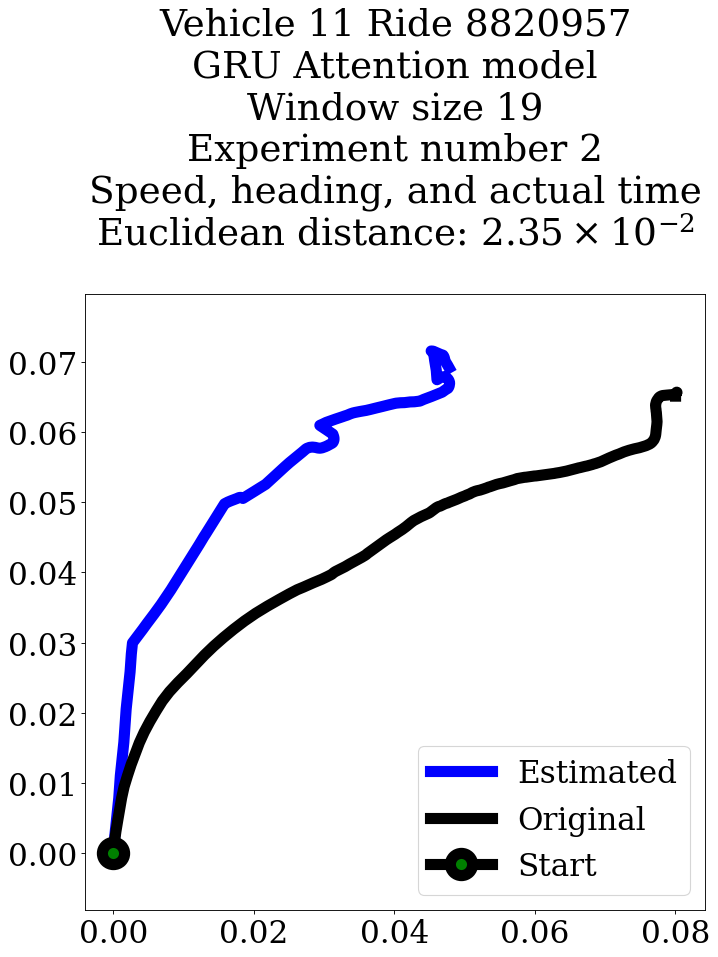 Vehicle 11 Ride 8820957
GRU Attention model
Window size 19
Experiment number 2
Speed, heading, and actual time
Euclidean distance: 2.35 × 10⁻²
0.07
0.06
0.05
0.04
0.03
0.02
0.01
0.00
Estimated
Original
Start
0.00 0.02 0.04 0.06 0.08